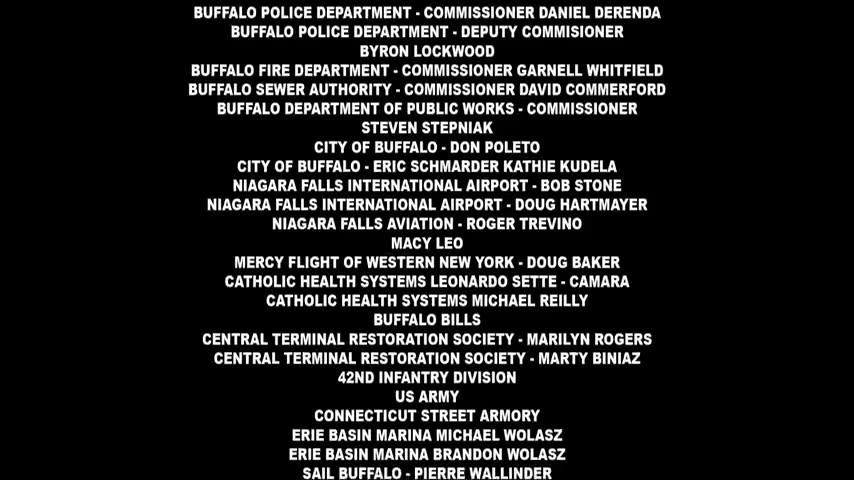 BUFFALO POLICE DEPARTMENT - COMMISSIONER DANIEL DERENDA
BUFFALO POLICE DEPARTMENT - DEPUTY COMMISIONER
BYRON LOCKWOOD
BUFFALO FIRE DEPARTMENT - COMMISSIONER GARNELL WHITFIELD
BUFFALO SEWER AUTHORITY - COMMISSIONER DAVID COMMERFORD
BUFFALO DEPARTMENT OF PUBLIC WORKS - COMMISSIONER
STEVEN STEPNIAK
CITY OF BUFFALO - DON POLETO
CITY OF BUFFALO - ERIC SCHMARDER KATHIE KUDELA
NIAGARA FALLS INTERNATIONAL AIRPORT - BOB STONE
NIAGARA FALLS INTERNATIONAL AIRPORT - DOUG HARTMAYER
NIAGARA FALLS AVIATION - ROGER TREVINO
MACY LEO
MERCY FLIGHT OF WESTERN NEW YORK - DOUG BAKER
CATHOLIC HEALTH SYSTEMS LEONARDO SETTE - CAMARA
CATHOLIC HEALTH SYSTEMS MICHAEL REILLY
BUFFALO BILLS
CENTRAL TERMINAL RESTORATION SOCIETY - MARILYN ROGERS
CENTRAL TERMINAL RESTORATION SOCIETY - MARTY BINIAZ
42ND INFANTRY DIVISION
US ARMY
CONNECTICUT STREET ARMORY
ERIE BASIN MARINA MICHAEL WOLASZ
ERIE BASIN MARINA BRANDON WOLASZ
SAIL BUFFALO - PIERRE WALLINDER